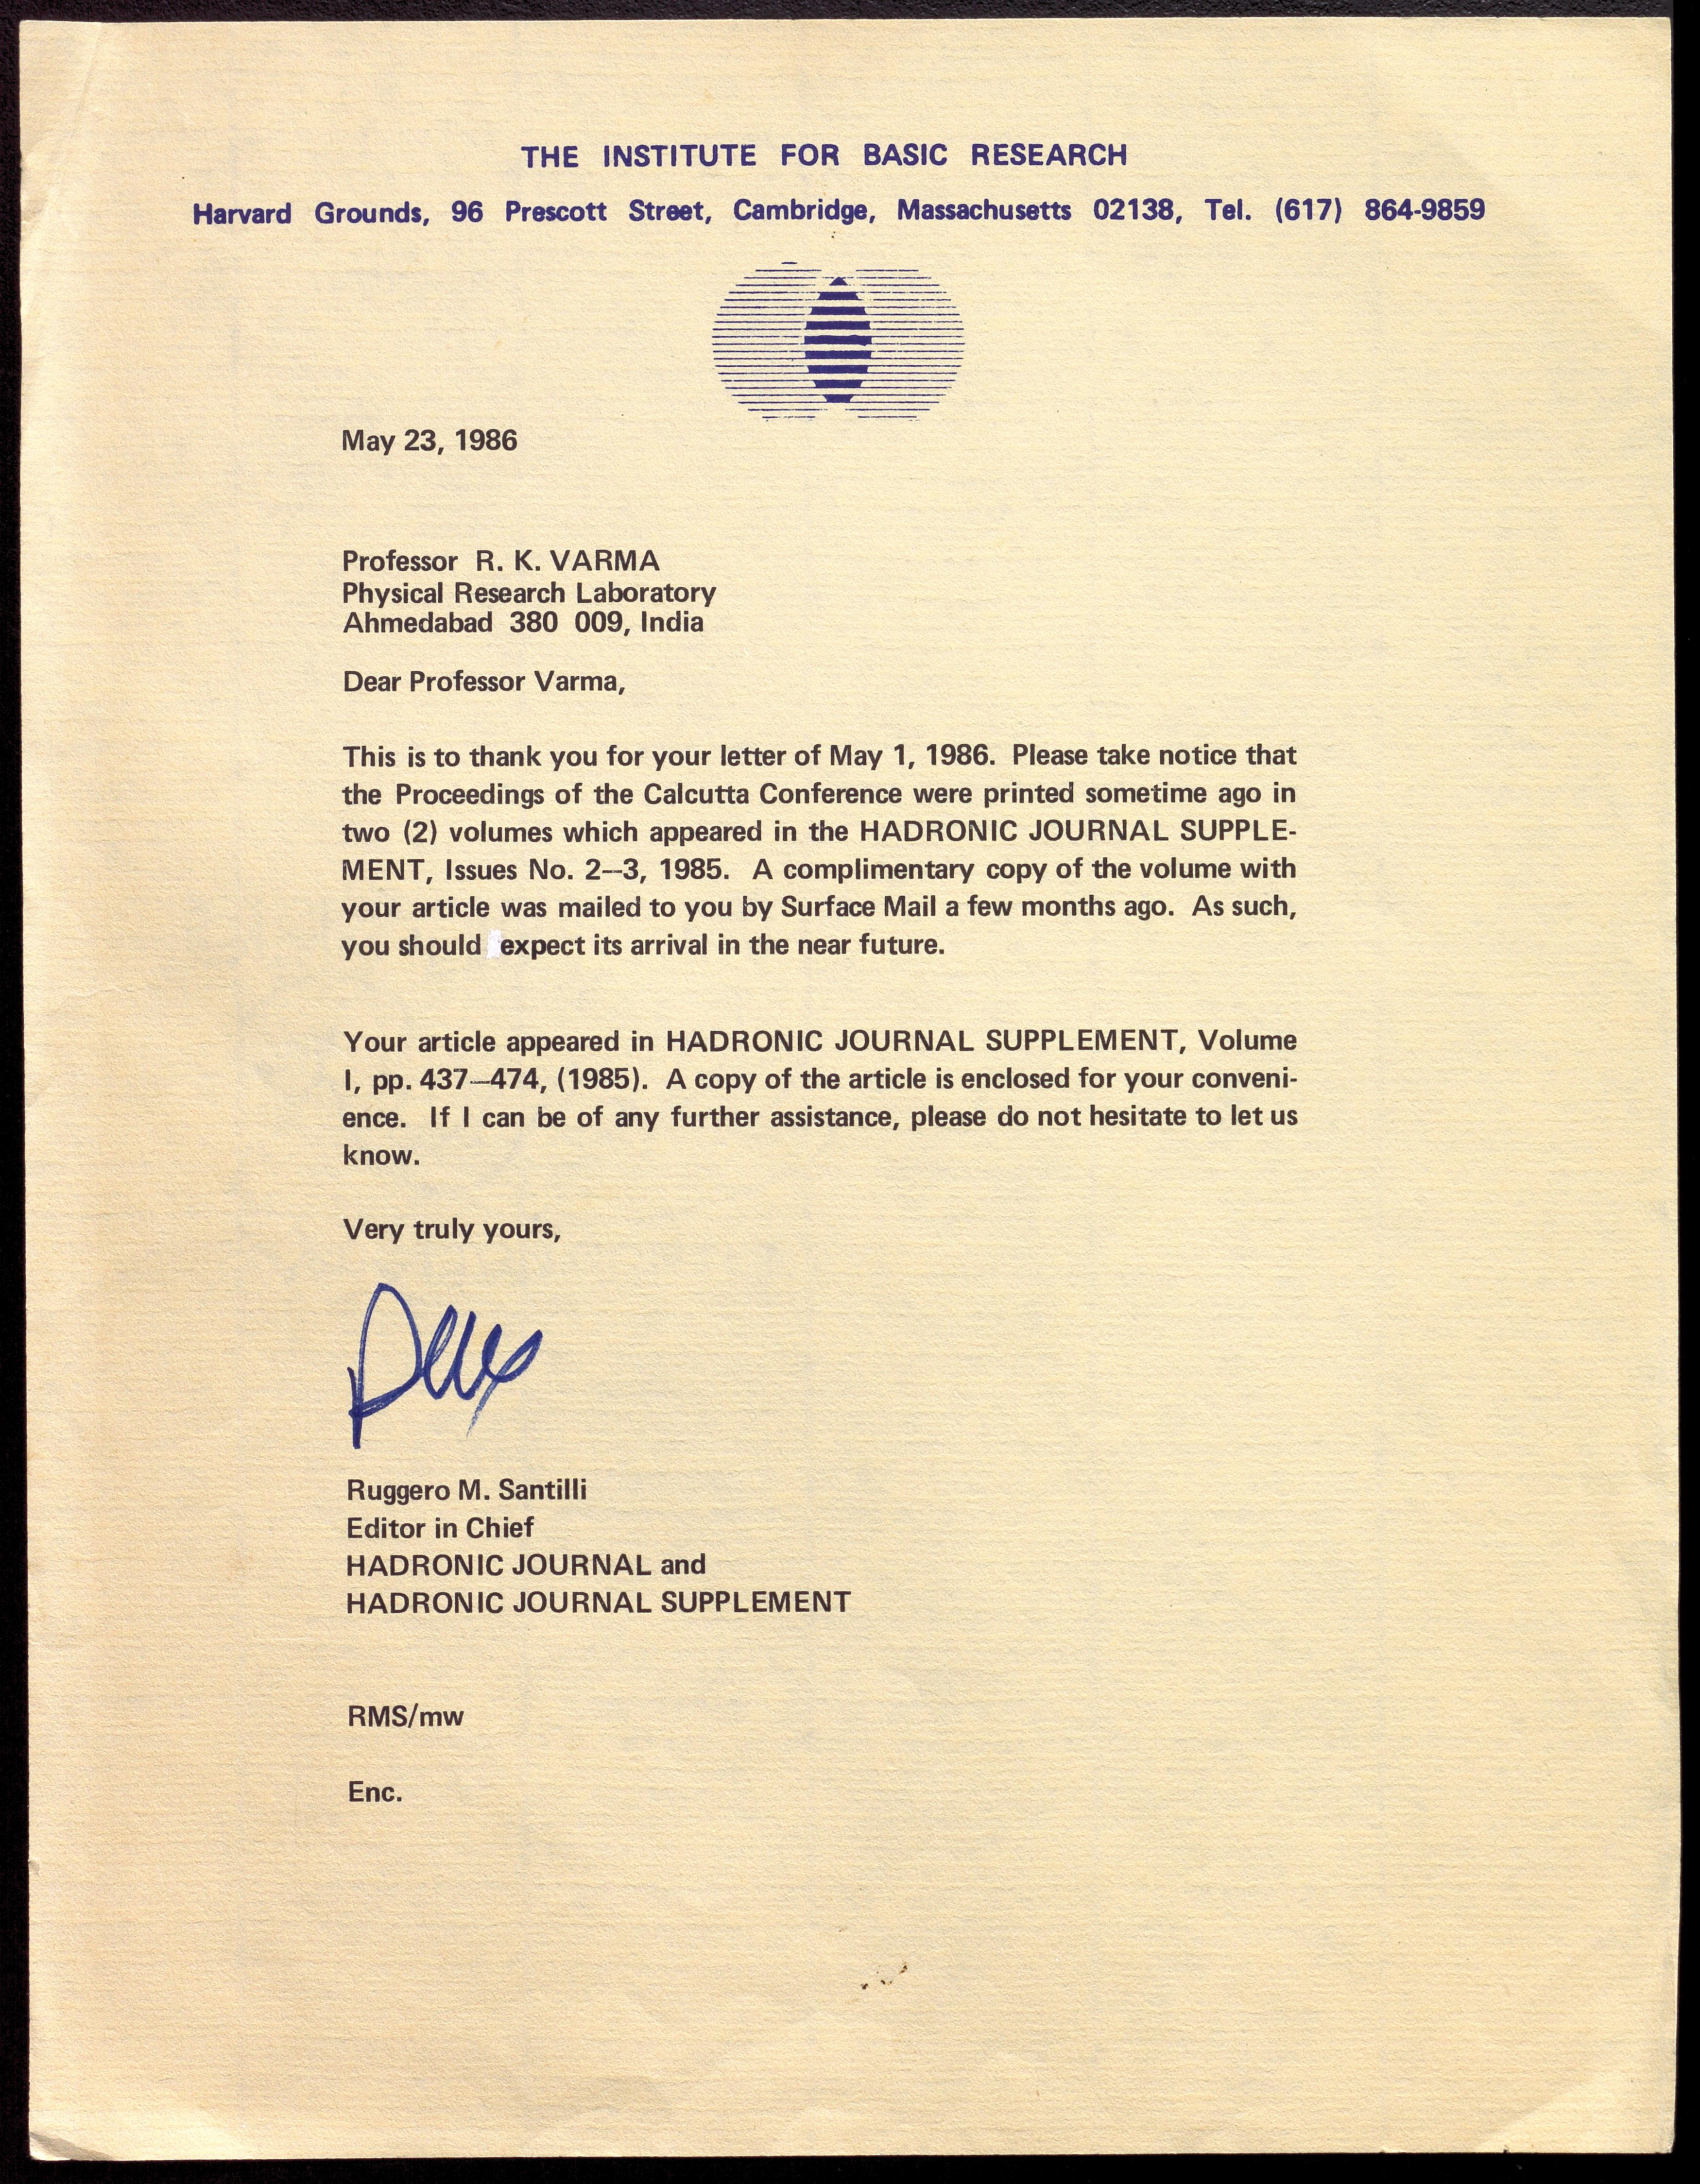 THE INSTITUTE FOR BASIC RESEARCH
Harvard Grounds, 96 Prescott Street, Cambridge, Massachusetts 02138, Tel. (617) 864-9859
May 23, 1986
Professor R. K. VARMA
Physical Research Laboratory
Ahmedabad 380 009, India
Dear Professor Varma,
This is to thank you for your letter of May 1, 1986. Please take notice that
the Proceedings of the Calcutta Conference were printed sometime ago in
two (2) volumes which appeared in the HADRONIC JOURNAL SUPPLE-
MENT, Issues No. 2--3, 1985. A complimentary copy of the volume with
your article was mailed to you by Surface Mail a few months ago. As such,
you should expect its arrival in the near future.
Your article appeared in HADRONIC JOURNAL SUPPLEMENT, Volume
I, pp. 437--474, (1985). A copy of the article is enclosed for your conveni-
ence. If I can be of any further assistance, please do not hesitate to let us
know.
Very truly yours,
Ruggero M. Santilli
Editor in Chief
HADRONIC JOURNAL and
HADRONIC JOURNAL SUPPLEMENT
RMS/mw
Enc.